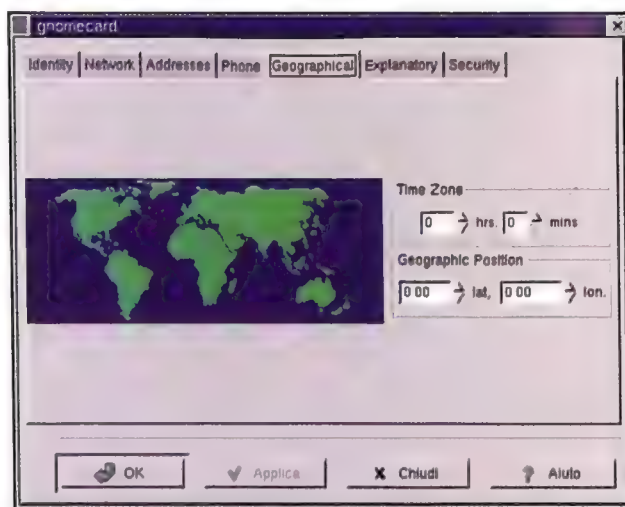 gnomecard
Identity Network Addresses Phone Geographical Explanatory Security
Time Zone
0 hrs. 0 mins
Geographic Position
0.00 lat, 0.00 lon.
OK Applica Chiudi Aiuto